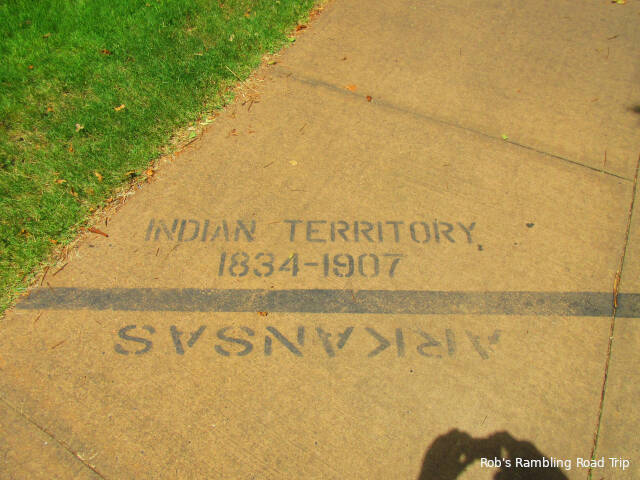 INDIAN TERRITORY
1834-1907
ARKANSAS
Rob's Rambling Road Trip